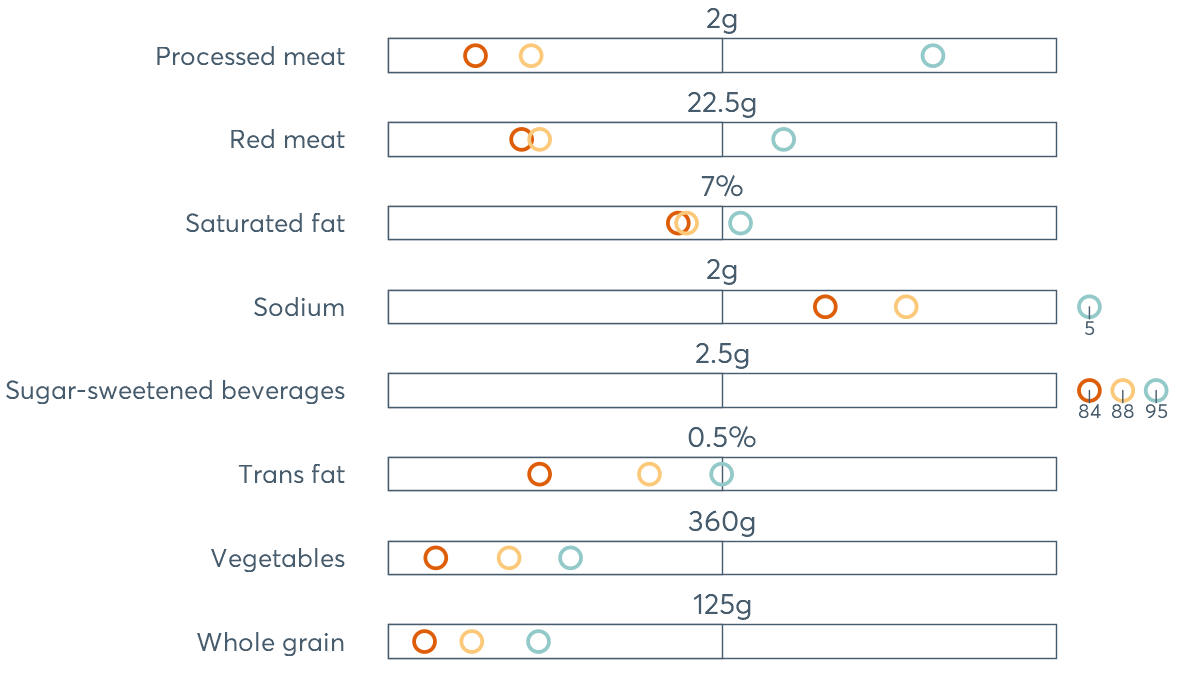 2g
Processed meat
22.5g
Red meat
7%
Saturated fat
2g
Sodium
5
2.5g
Sugar-sweetened beverages
84 88 95
0.5%
Trans fat
360g
Vegetables
125g
Whole grain